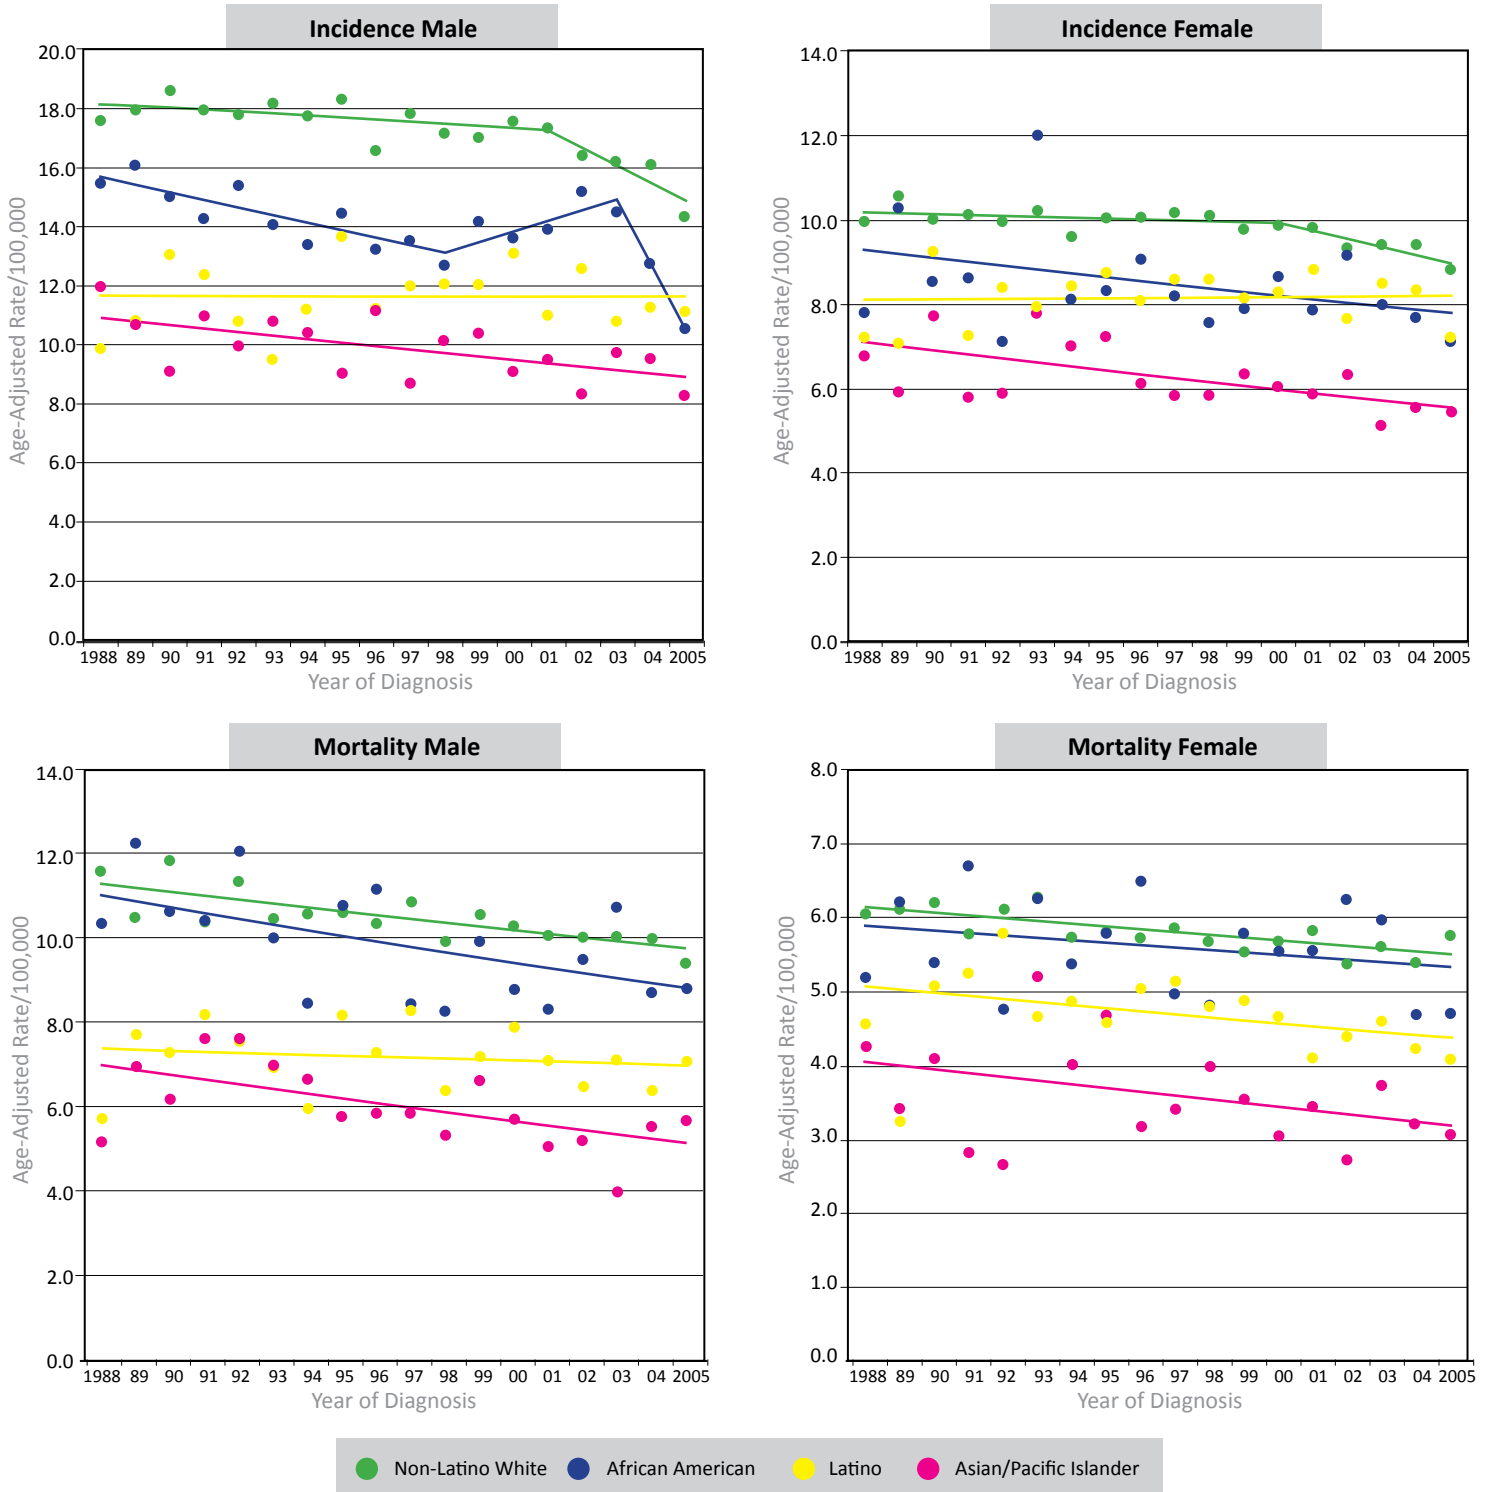 Incidence Male
Age-Adjusted Rate/100,000
20.0
18.0
16.0
14.0
12.0
10.0
8.0
6.0
4.0
2.0
0.0
1988 89 90 91 92 93 94 95 96 97 98 99 00 01 02 03 04 2005
Year of Diagnosis
Incidence Female
Age-Adjusted Rate/100,000
14.0
12.0
10.0
8.0
6.0
4.0
2.0
0.0
1988 89 90 91 92 93 94 95 96 97 98 99 00 01 02 03 04 2005
Year of Diagnosis
Mortality Male
Age-Adjusted Rate/100,000
14.0
12.0
10.0
8.0
6.0
4.0
2.0
0.0
1988 89 90 91 92 93 94 95 96 97 98 99 00 01 02 03 04 2005
Year of Diagnosis
Mortality Female
Age-Adjusted Rate/100,000
8.0
7.0
6.0
5.0
4.0
3.0
2.0
1.0
0.0
1988 89 90 91 92 93 94 95 96 97 98 99 00 01 02 03 04 2005
Year of Diagnosis
Non-Latino White African American Latino Asian/Pacific Islander